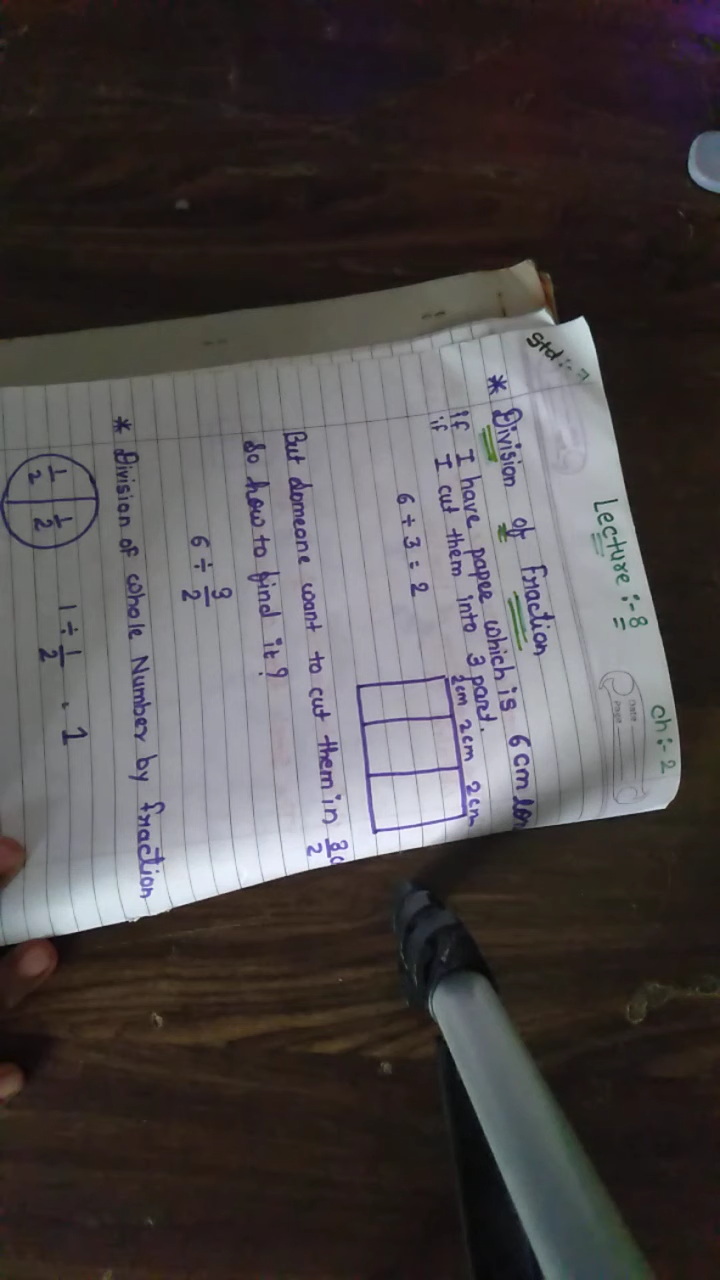 Lecture :- 8
ch :- 2
Date
Page
Std :- 7
* Division of fraction
if I have paper which is 6 cm lon
if I cut them into 3 part.
2cm 2cm 2cm
6 ÷ 3 = 2
But someone want to cut them in 3/2 c
So how to find it?
6 ÷ 3/2
* Division of whole Number by fraction
1/2 1/2
1 ÷ 1/2 = 1